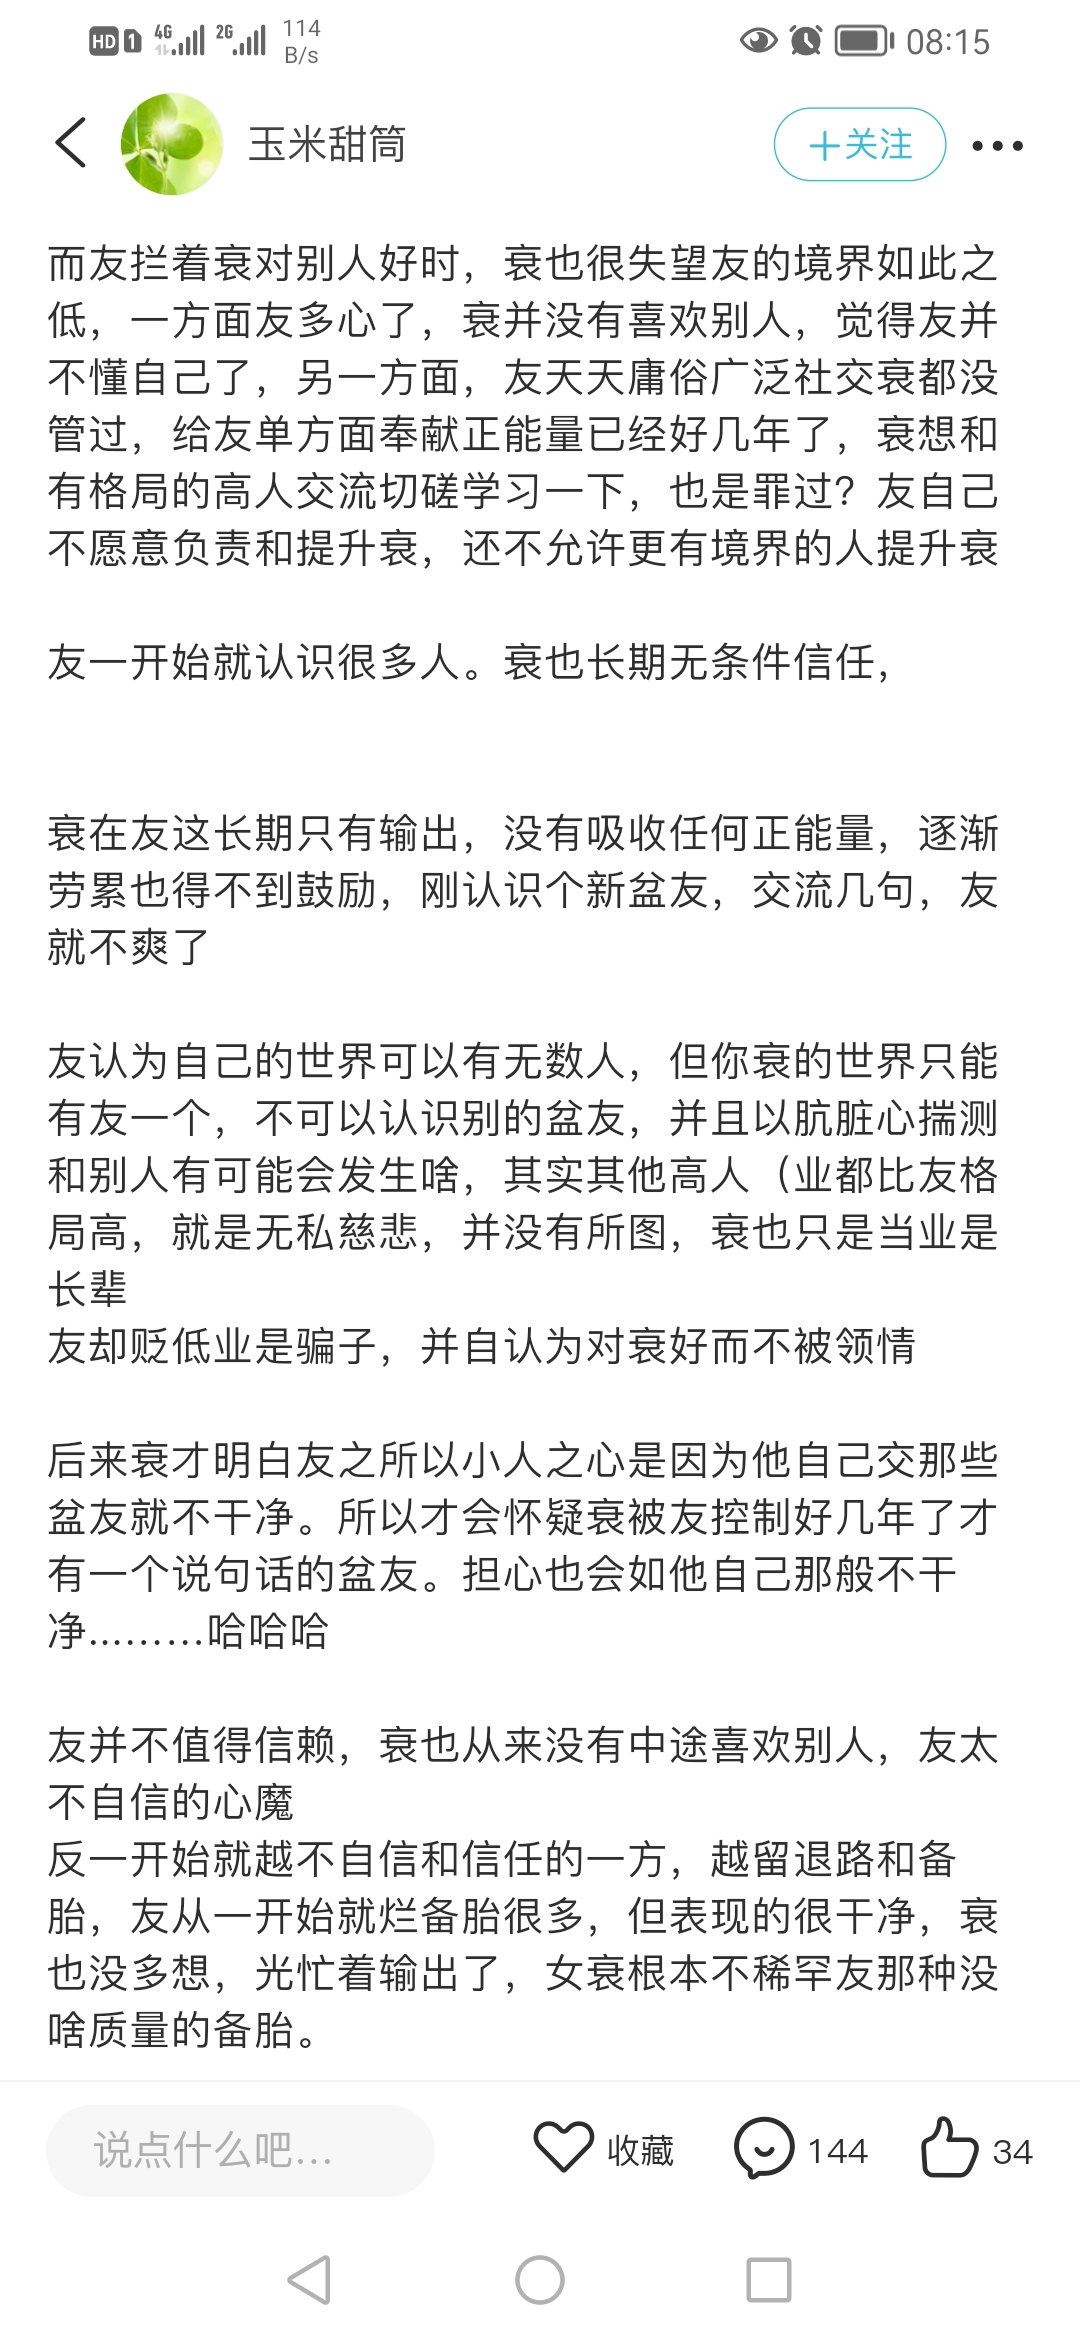 HD 1 4G 2G 114 B/s 08:15
玉米甜筒
＋关注
而友拦着衰对别人好时，衰也很失望友的境界如此之
低，一方面友多心了，衰并没有喜欢别人，觉得友并
不懂自己了，另一方面，友天天庸俗广泛社交衰都没
管过，给友单方面奉献正能量已经好几年了，衰想和
有格局的高人交流切磋学习一下，也是罪过？友自己
不愿意负责和提升衰，还不允许更有境界的人提升衰
友一开始就认识很多人。衰也长期无条件信任，
衰在友这长期只有输出，没有吸收任何正能量，逐渐
劳累也得不到鼓励，刚认识个新盆友，交流几句，友
就不爽了
友认为自己的世界可以有无数人，但你衰的世界只能
有友一个，不可以认识别的盆友，并且以肮脏心揣测
和别人有可能会发生啥，其实其他高人（业都比友格
局高，就是无私慈悲，并没有所图，衰也只是当业是
长辈
友却贬低业是骗子，并自认为对衰好而不被领情
后来衰才明白友之所以小人之心是因为他自己交那些
盆友就不干净。所以才会怀疑衰被友控制好几年了才
有一个说句话的盆友。担心也会如他自己那般不干
净………哈哈哈
友并不值得信赖，衰也从来没有中途喜欢别人，友太
不自信的心魔
反一开始就越不自信和信任的一方，越留退路和备
胎，友从一开始就烂备胎很多，但表现的很干净，衰
也没多想，光忙着输出了，女衰根本不稀罕友那种没
啥质量的备胎。
说点什么吧... 收藏 144 34